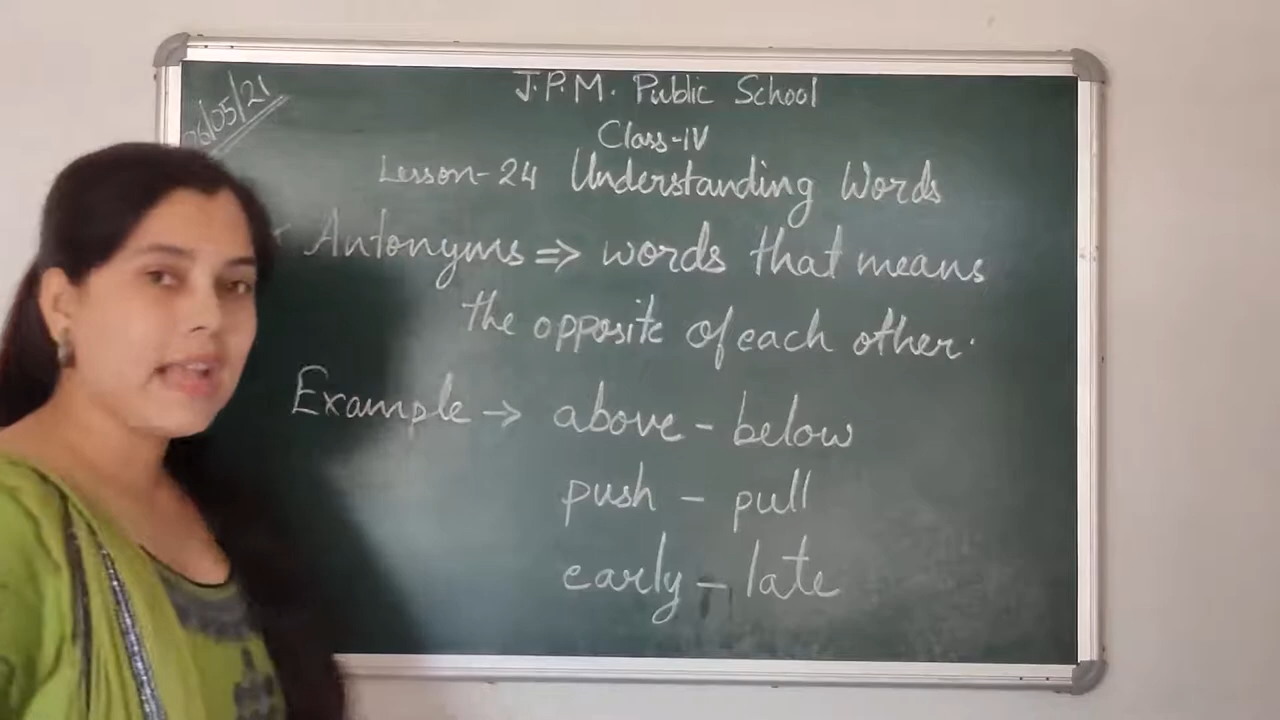 06/05/21
J.P.M. Public School
Class-IV
Lesson-24 Understanding Words
Antonyms ⇒ words that means
the opposite of each other.
Example → above - below
push - pull
early - late